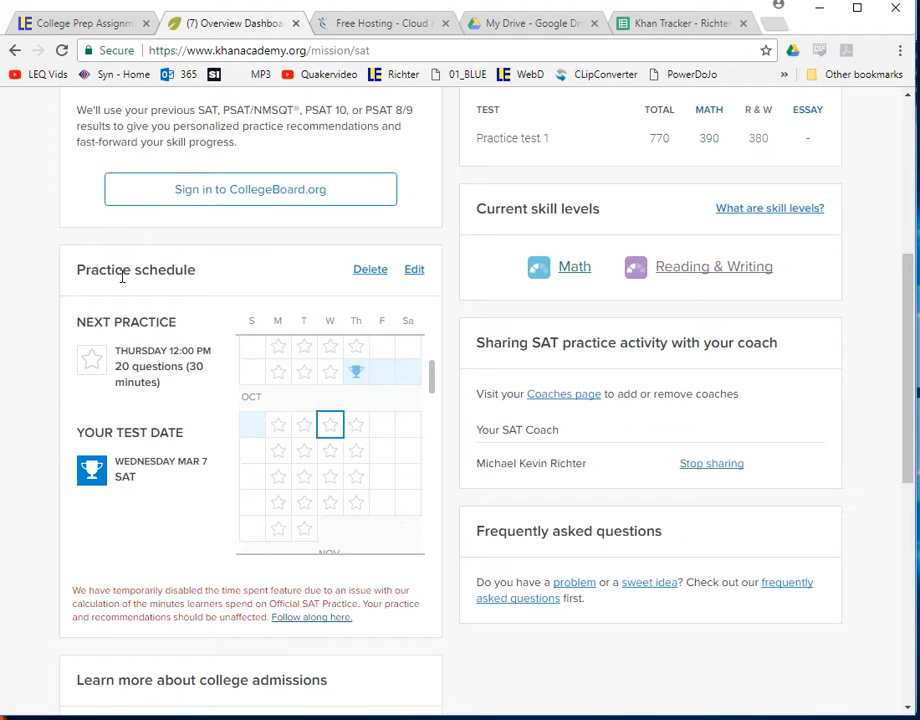 College Prep Assignm
(7) Overview Dashboa
Free Hosting - Cloud
My Drive - Google Dri
Khan Tracker - Richter
Secure
https://www.khanacademy.org/mission/sat
LEQ Vids
Syn - Home
365
SI
MP3
Quakervideo
Richter
01_BLUE
WebD
CLipConverter
PowerDoJo
»
Other bookmarks
We'll use your previous SAT, PSAT/NMSQT®, PSAT 10, or PSAT 8/9
results to give you personalized practice recommendations and
fast-forward your skill progress.
Sign in to CollegeBoard.org
Practice schedule
Delete
Edit
NEXT PRACTICE
THURSDAY 12:00 PM
20 questions (30
minutes)
YOUR TEST DATE
WEDNESDAY MAR 7
SAT
S M T W Th F Sa
OCT
NOV
We have temporarily disabled the time spent feature due to an issue with our
calculation of the minutes learners spend on Official SAT Practice. Your practice
and recommendations should be unaffected. Follow along here.
Learn more about college admissions
TEST TOTAL MATH R & W ESSAY
Practice test 1 770 390 380 -
Current skill levels
What are skill levels?
Math
Reading & Writing
Sharing SAT practice activity with your coach
Visit your Coaches page to add or remove coaches
Your SAT Coach
Michael Kevin Richter
Stop sharing
Frequently asked questions
Do you have a problem or a sweet idea? Check out our frequently
asked questions first.